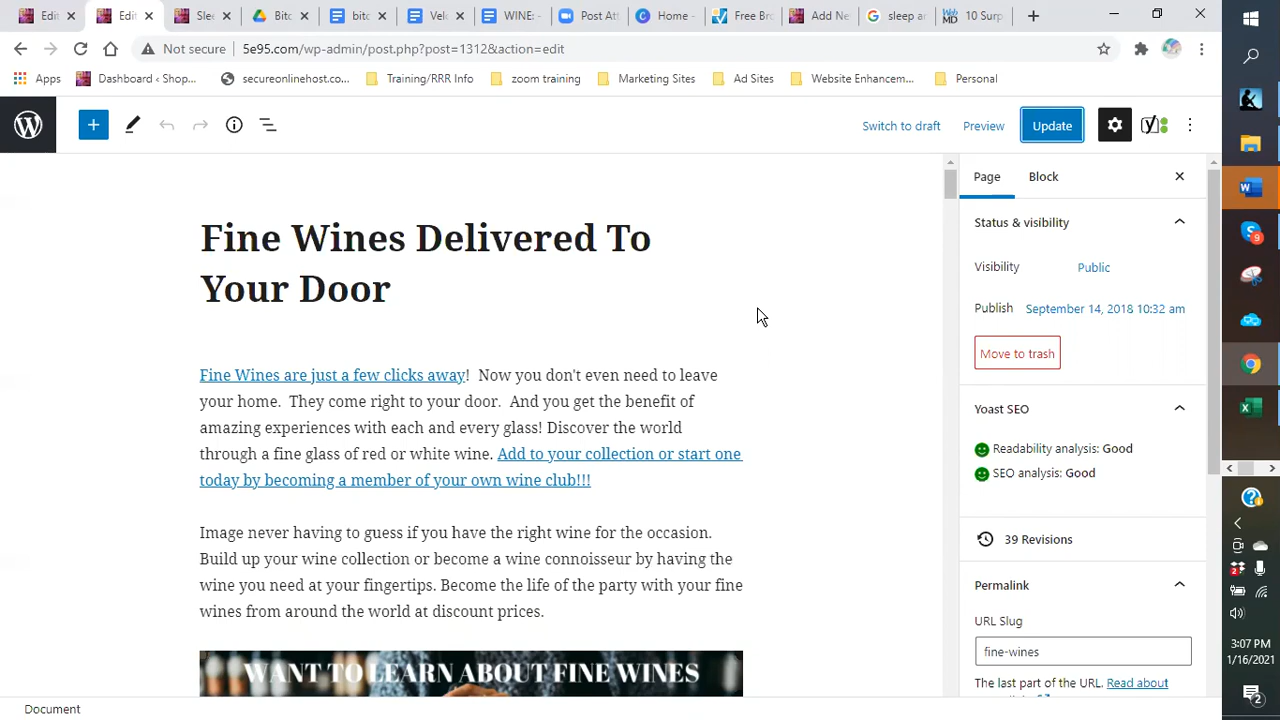 Edit
Edit
Slee
Bitc
bitc
Velo
WINE:
Post Att
Home -
Free Bro
Add Ne
sleep ar
10 Surp
Not secure
5e95.com/wp-admin/post.php?post=1312&action=edit
Apps
Dashboard ‹ Shop...
secureonlinehost.co...
Training/RRR Info
zoom training
Marketing Sites
Ad Sites
Website Enhancem...
Personal
Switch to draft
Preview
Update
Fine Wines Delivered To
Your Door
Fine Wines are just a few clicks away! Now you don't even need to leave
your home. They come right to your door. And you get the benefit of
amazing experiences with each and every glass! Discover the world
through a fine glass of red or white wine. Add to your collection or start one
today by becoming a member of your own wine club!!!
Image never having to guess if you have the right wine for the occasion.
Build up your wine collection or become a wine connoisseur by having the
wine you need at your fingertips. Become the life of the party with your fine
wines from around the world at discount prices.
WANT TO LEARN ABOUT FINE WINES
Page
Block
Status & visibility
Visibility
Public
Publish
September 14, 2018 10:32 am
Move to trash
Yoast SEO
Readability analysis: Good
SEO analysis: Good
39 Revisions
Permalink
URL Slug
fine-wines
The last part of the URL. Read about
Document
3:07 PM
1/16/2021